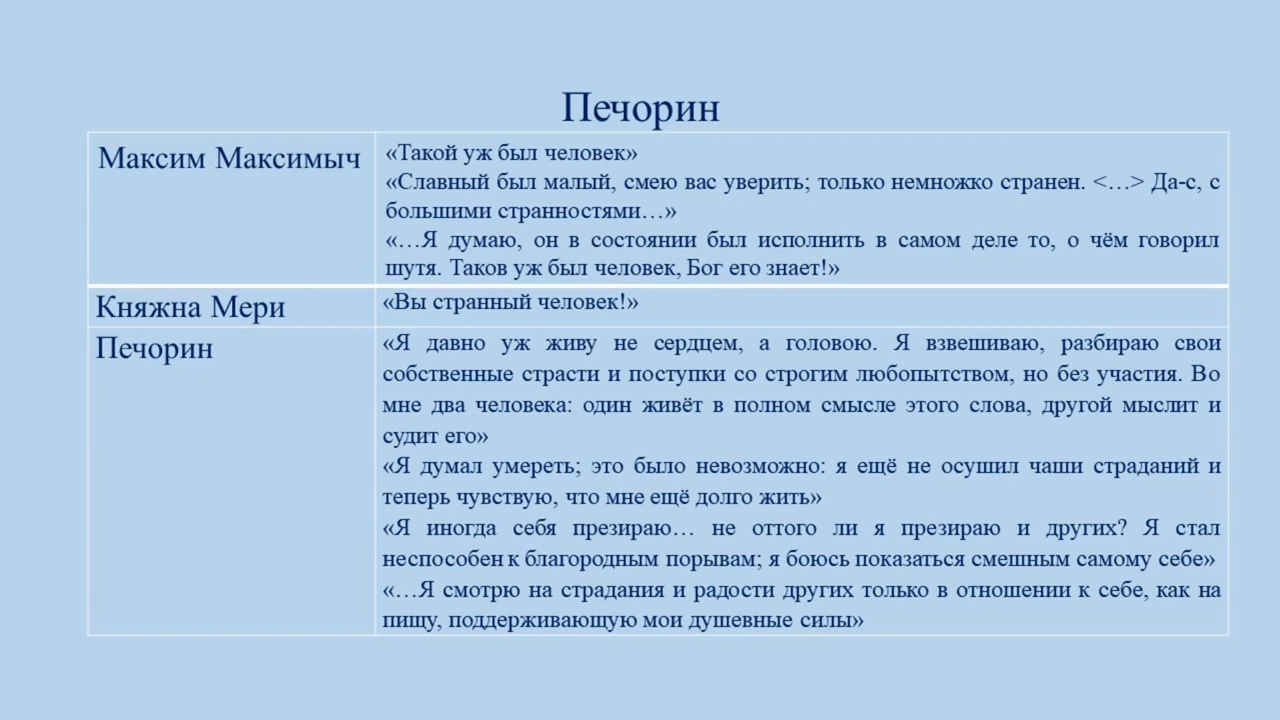 Печорин
Максим Максимыч
«Такой уж был человек»
«Славный был малый, смею вас уверить; только немножко странен. <…> Да-с, с
большими странностями…»
«…Я думаю, он в состоянии был исполнить в самом деле то, о чём говорил
шутя. Таков уж был человек, Бог его знает!»
Княжна Мери
«Вы странный человек!»
Печорин
«Я давно уж живу не сердцем, а головою. Я взвешиваю, разбираю свои
собственные страсти и поступки со строгим любопытством, но без участия. Во
мне два человека: один живёт в полном смысле этого слова, другой мыслит и
судит его»
«Я думал умереть; это было невозможно: я ещё не осушил чаши страданий и
теперь чувствую, что мне ещё долго жить»
«Я иногда себя презираю… не оттого ли я презираю и других? Я стал
неспособен к благородным порывам; я боюсь показаться смешным самому себе»
«…Я смотрю на страдания и радости других только в отношении к себе, как на
пищу, поддерживающую мои душевные силы»